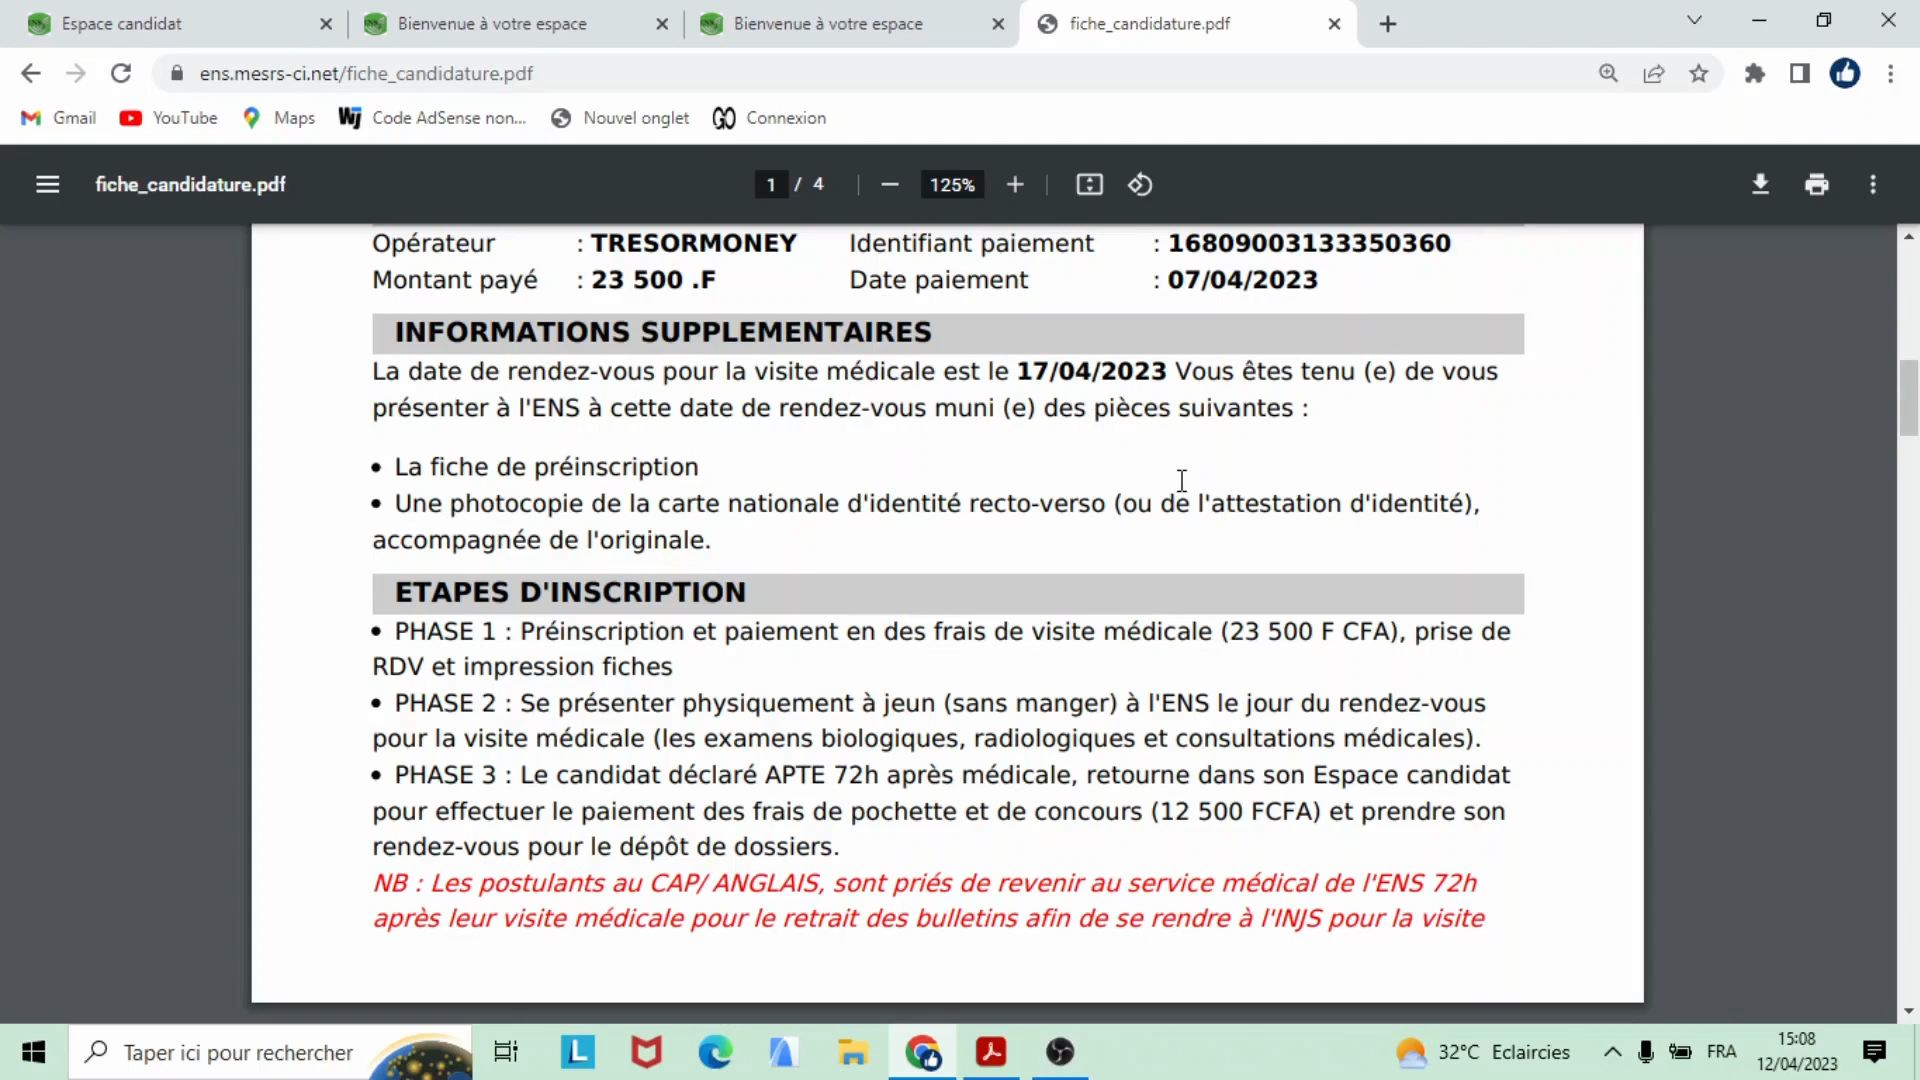 Espace candidat
Bienvenue à votre espace
Bienvenue à votre espace
fiche_candidature.pdf
ens.mesrs-ci.net/fiche_candidature.pdf
Gmail
YouTube
Maps
Code AdSense non...
Nouvel onglet
Connexion
fiche_candidature.pdf
1 / 4
125%
Opérateur : TRESORMONEY Identifiant paiement : 16809003133350360
Montant payé : 23 500 .F Date paiement : 07/04/2023
INFORMATIONS SUPPLEMENTAIRES
La date de rendez-vous pour la visite médicale est le 17/04/2023 Vous êtes tenu (e) de vous
présenter à l'ENS à cette date de rendez-vous muni (e) des pièces suivantes :
• La fiche de préinscription
• Une photocopie de la carte nationale d'identité recto-verso (ou de l'attestation d'identité),
accompagnée de l'originale.
ETAPES D'INSCRIPTION
• PHASE 1 : Préinscription et paiement en des frais de visite médicale (23 500 F CFA), prise de
RDV et impression fiches
• PHASE 2 : Se présenter physiquement à jeun (sans manger) à l'ENS le jour du rendez-vous
pour la visite médicale (les examens biologiques, radiologiques et consultations médicales).
• PHASE 3 : Le candidat déclaré APTE 72h après médicale, retourne dans son Espace candidat
pour effectuer le paiement des frais de pochette et de concours (12 500 FCFA) et prendre son
rendez-vous pour le dépôt de dossiers.
NB : Les postulants au CAP/ ANGLAIS, sont priés de revenir au service médical de l'ENS 72h
après leur visite médicale pour le retrait des bulletins afin de se rendre à l'INJS pour la visite
Taper ici pour rechercher
32°C Eclaircies
FRA
15:08
12/04/2023